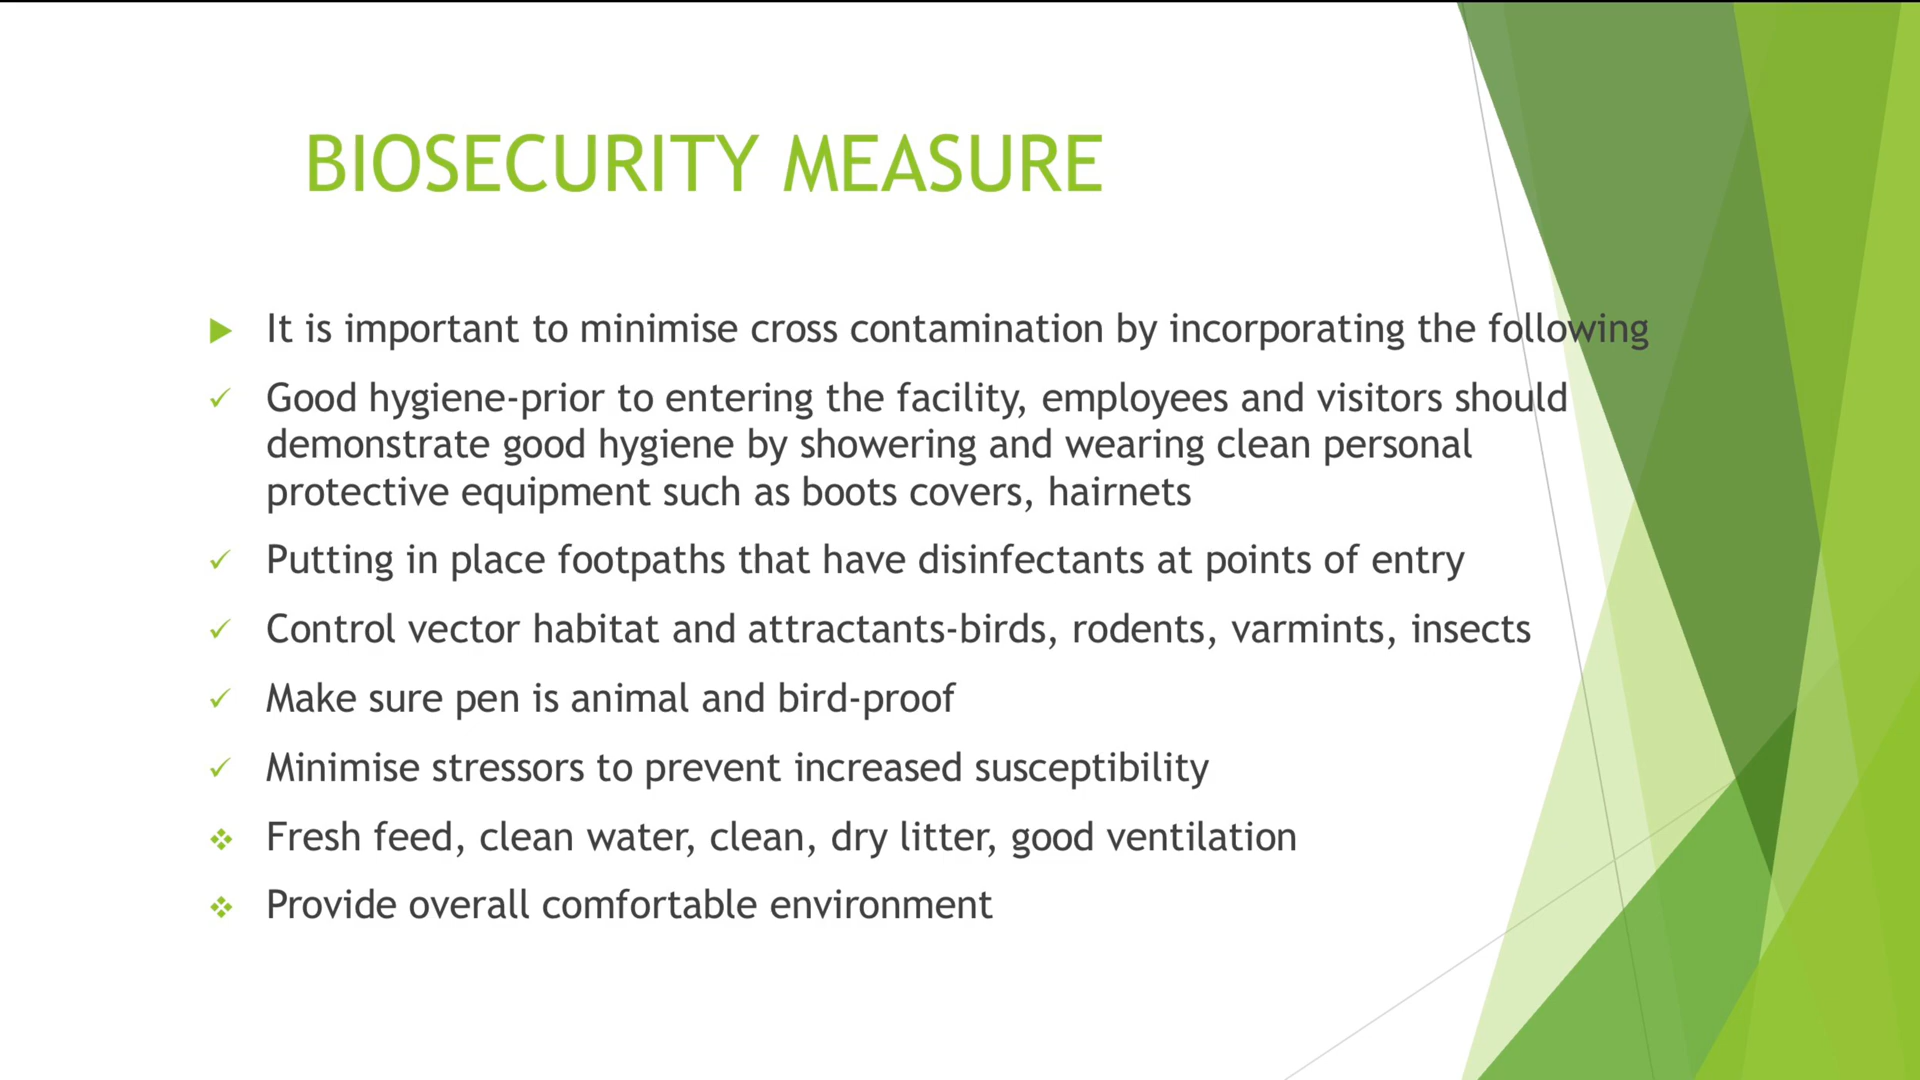 BIOSECURITY MEASURE
It is important to minimise cross contamination by incorporating the following
Good hygiene-prior to entering the facility, employees and visitors should
demonstrate good hygiene by showering and wearing clean personal
protective equipment such as boots covers, hairnets
Putting in place footpaths that have disinfectants at points of entry
Control vector habitat and attractants-birds, rodents, varmints, insects
Make sure pen is animal and bird-proof
Minimise stressors to prevent increased susceptibility
Fresh feed, clean water, clean, dry litter, good ventilation
Provide overall comfortable environment